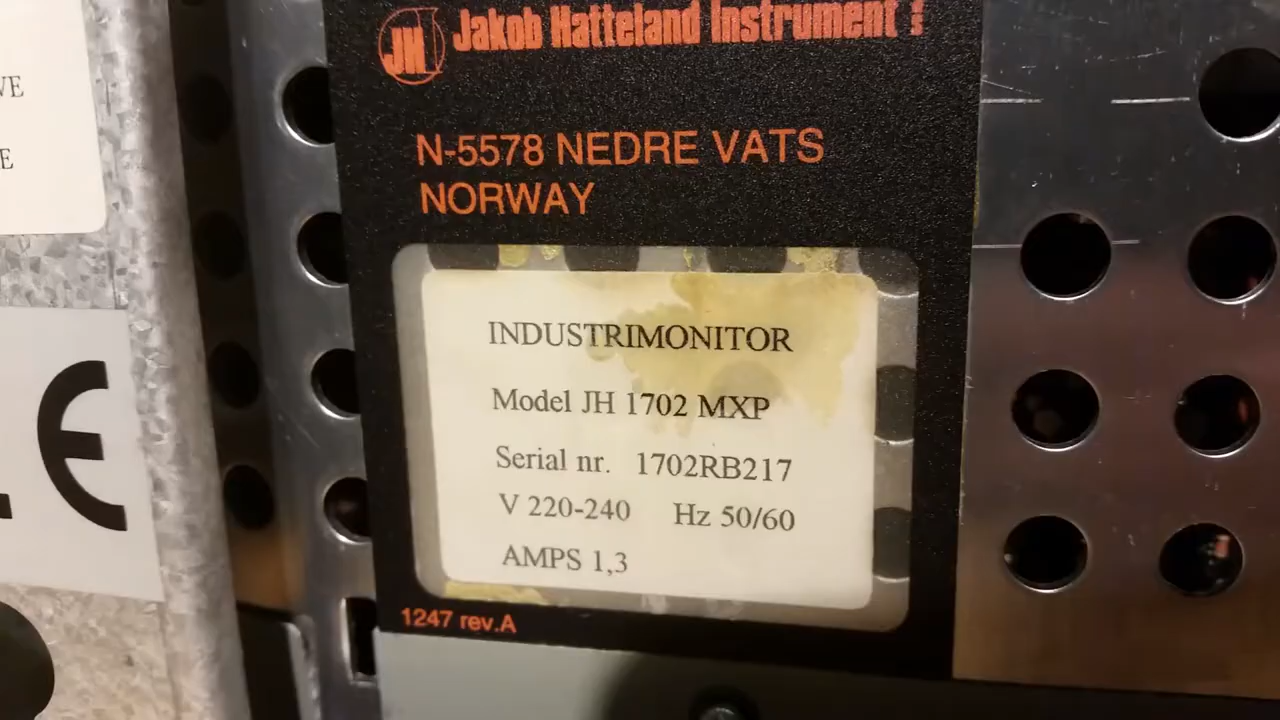 JH Jakob Hatteland Instrument
N-5578 NEDRE VATS
NORWAY
INDUSTRIMONITOR
Model JH 1702 MXP
Serial nr. 1702RB217
V 220-240 Hz 50/60
AMPS 1,3
1247 rev.A
CE